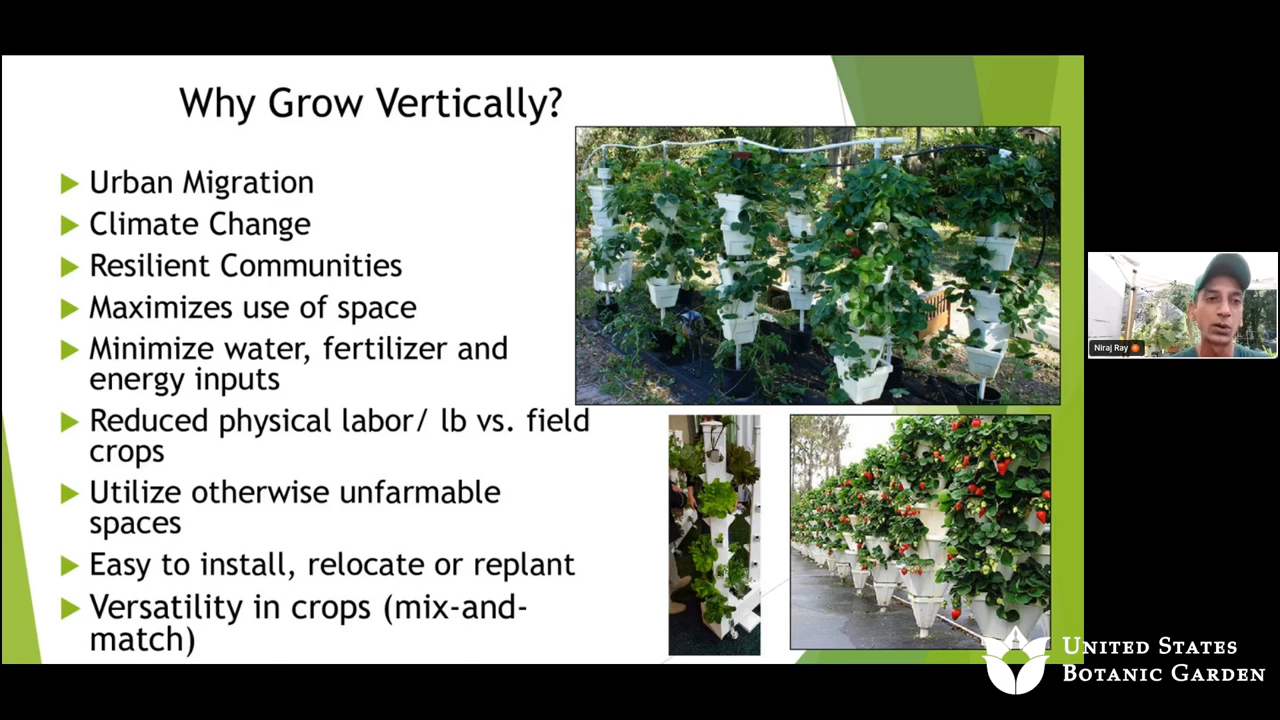 Why Grow Vertically?
Urban Migration
Climate Change
Resilient Communities
Maximizes use of space
Minimize water, fertilizer and
energy inputs
Reduced physical labor/ lb vs. field
crops
Utilize otherwise unfarmable
spaces
Easy to install, relocate or replant
Versatility in crops (mix-and-
match)
Niraj Ray
UNITED STATES
BOTANIC GARDEN